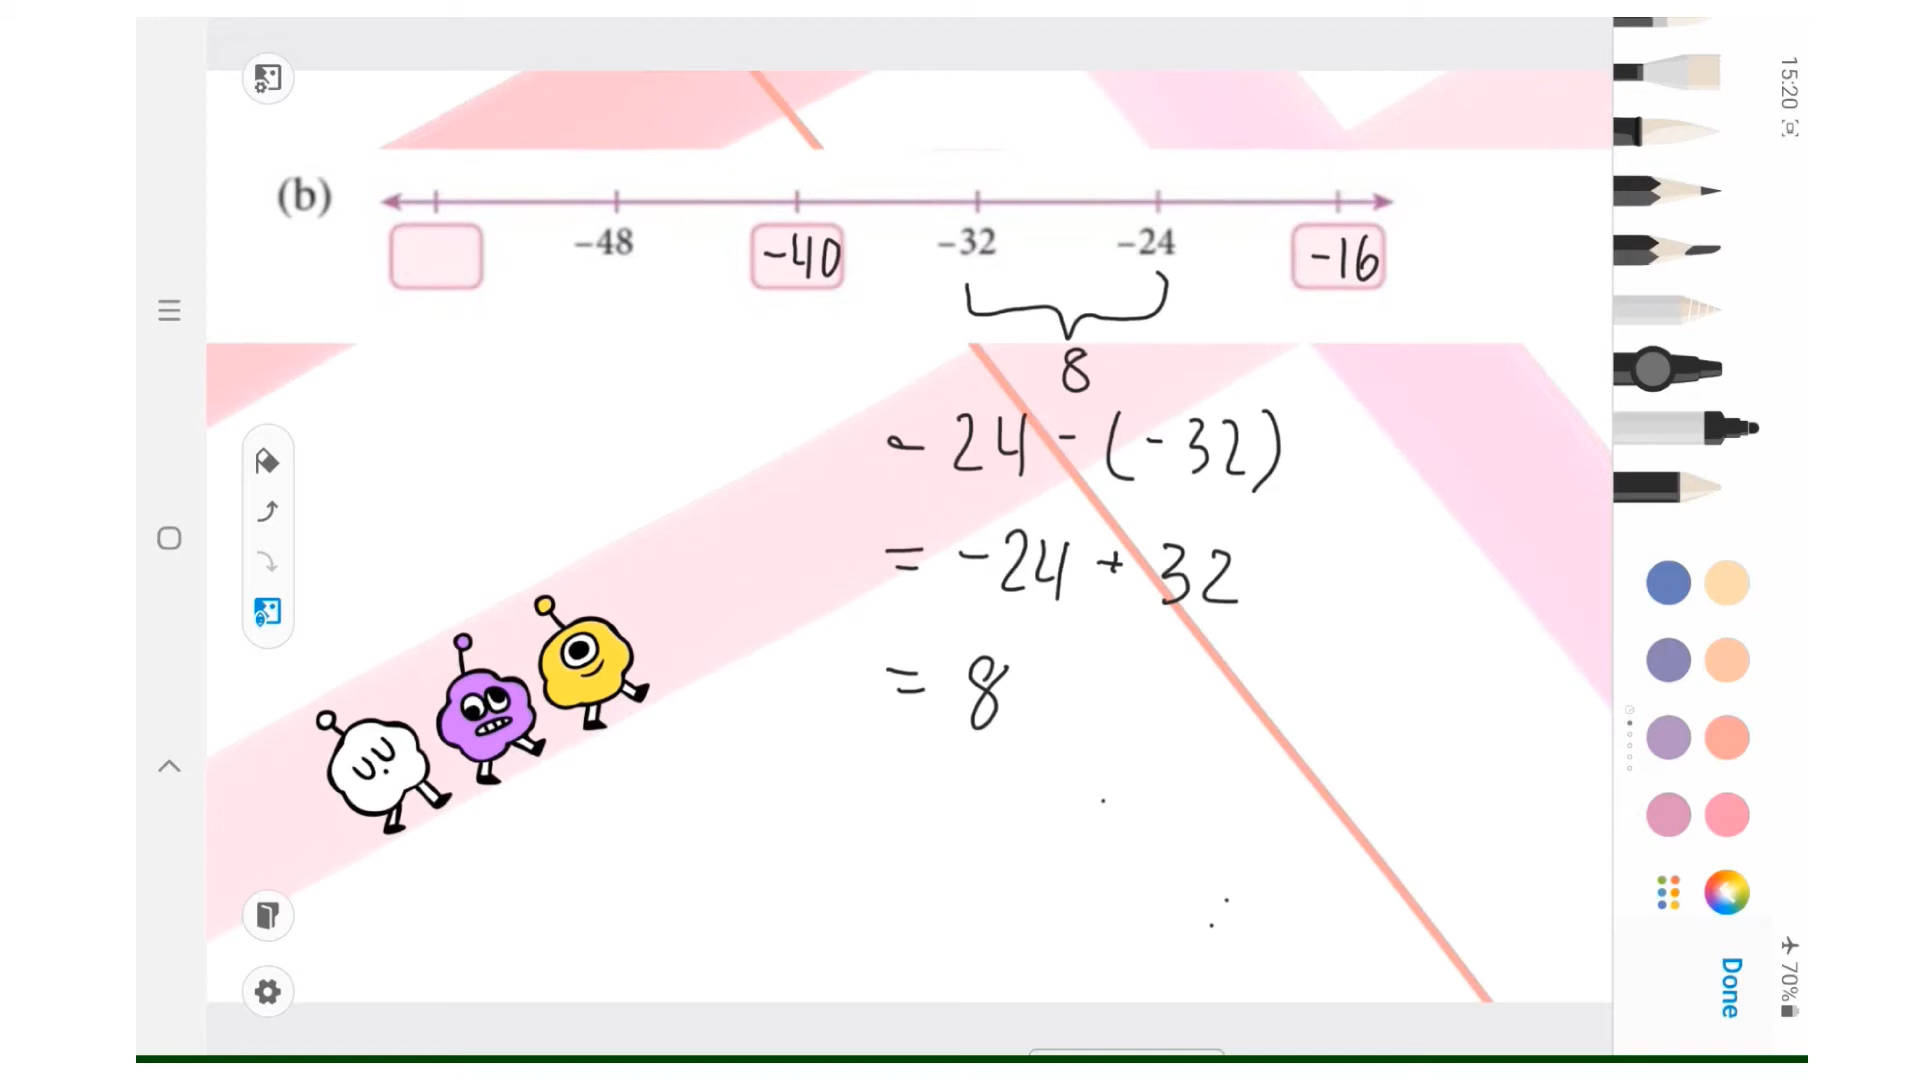 (b)
-48 -40 -32 -24 -16
8
- 24 - (-32)
= -24 + 32
= 8
15:20
70%
Done